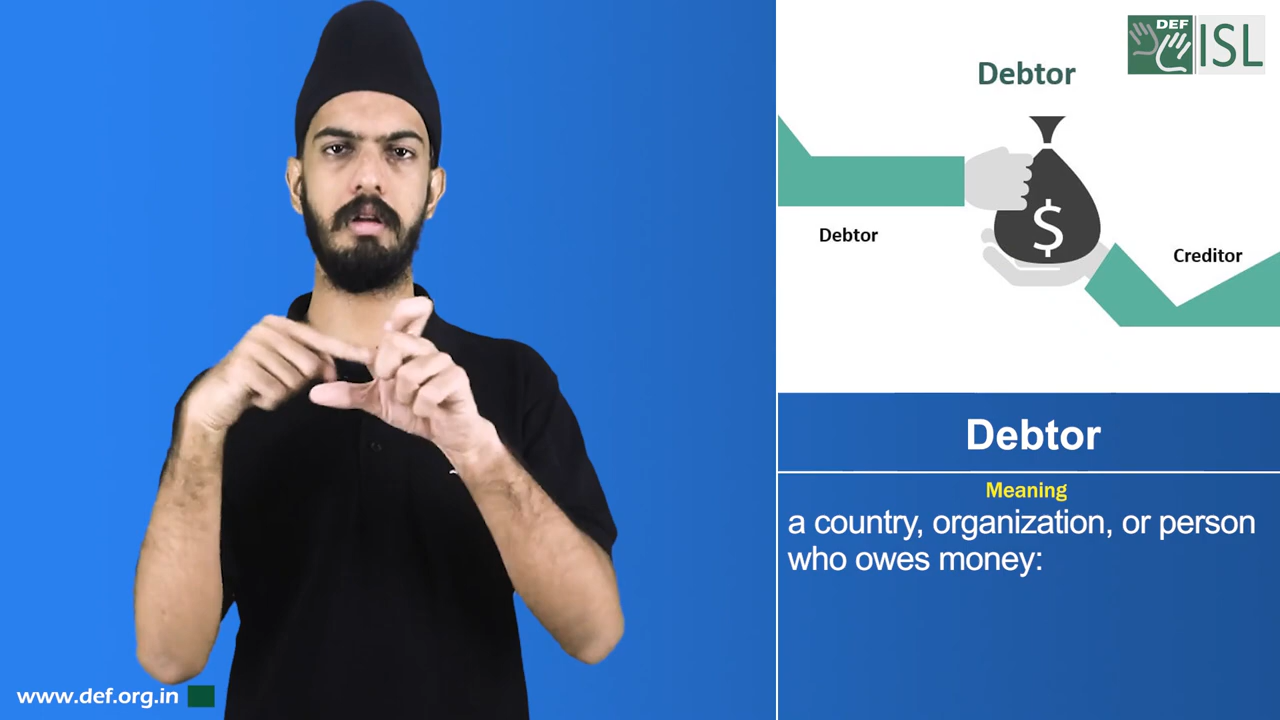 DEF
ISL
Debtor
$
Debtor
Creditor
Debtor
Meaning
a country, organization, or person
who owes money:
www.def.org.in